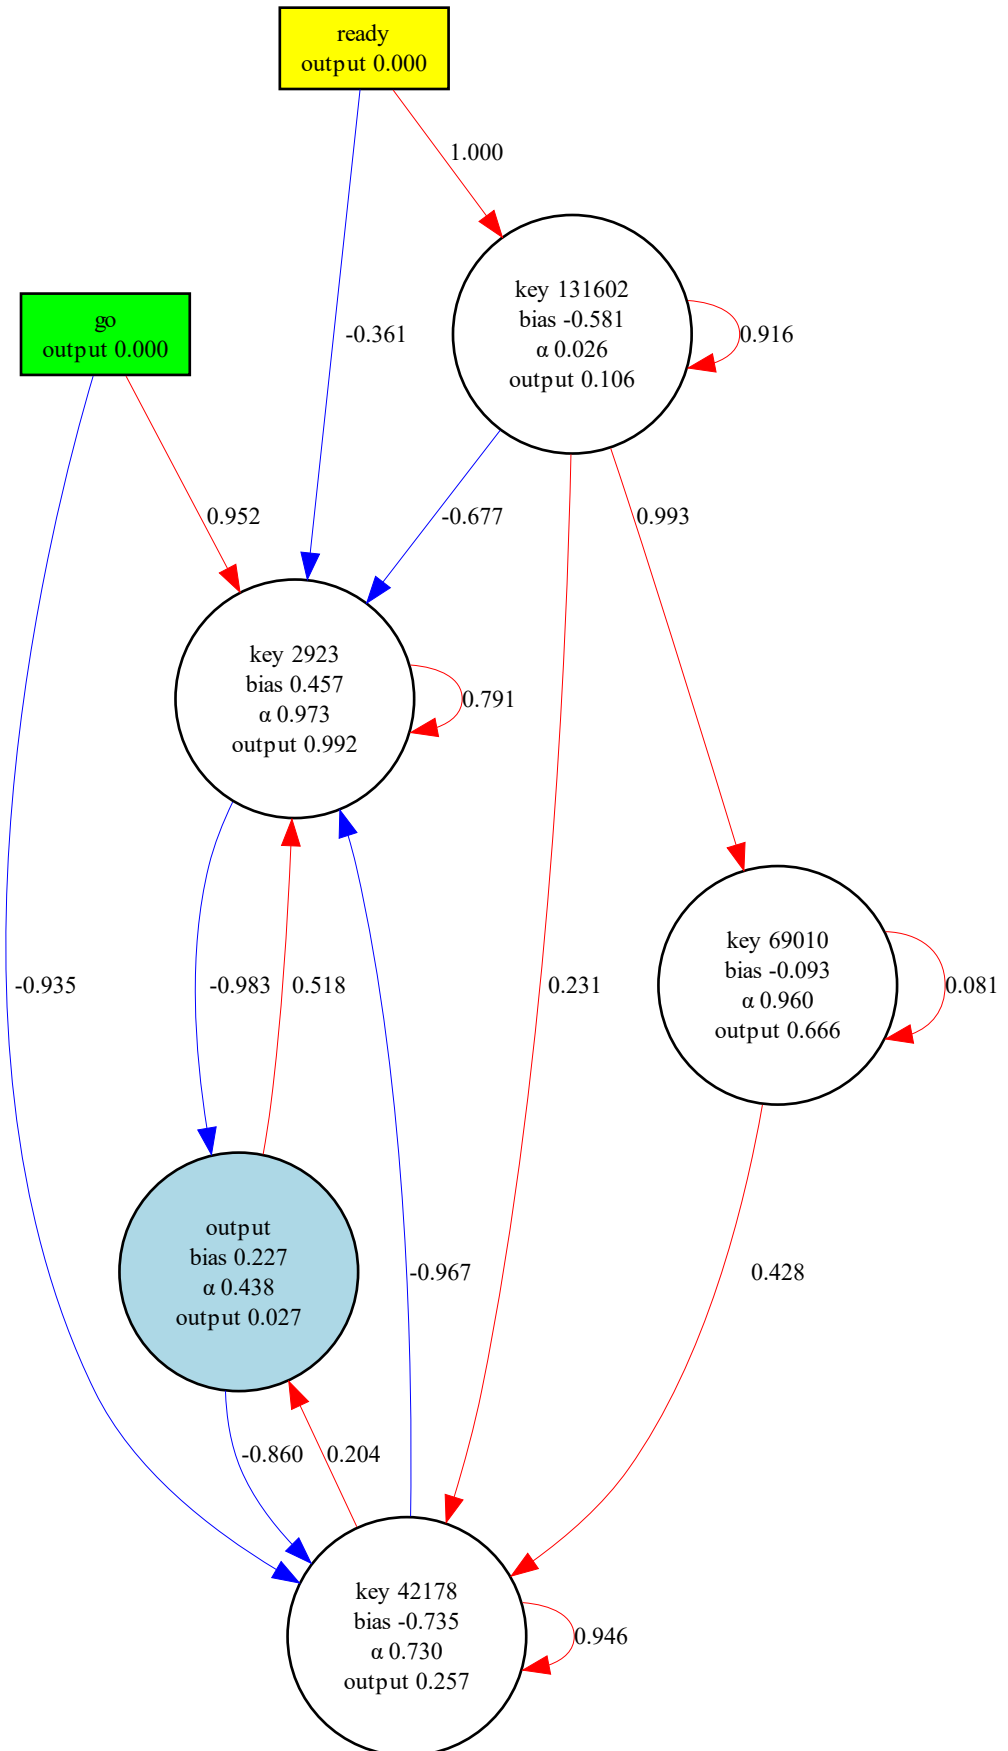 ready
output 0.000
1.000
key 131602
bias -0.581
α 0.026
output 0.106
0.916
go
output 0.000
-0.361
0.952
-0.677
0.993
key 2923
bias 0.457
α 0.973
output 0.992
0.791
key 69010
bias -0.093
α 0.960
output 0.666
0.081
-0.935
-0.983
0.518
0.231
output
bias 0.227
α 0.438
output 0.027
-0.967
0.428
-0.860
0.204
key 42178
bias -0.735
α 0.730
output 0.257
0.946